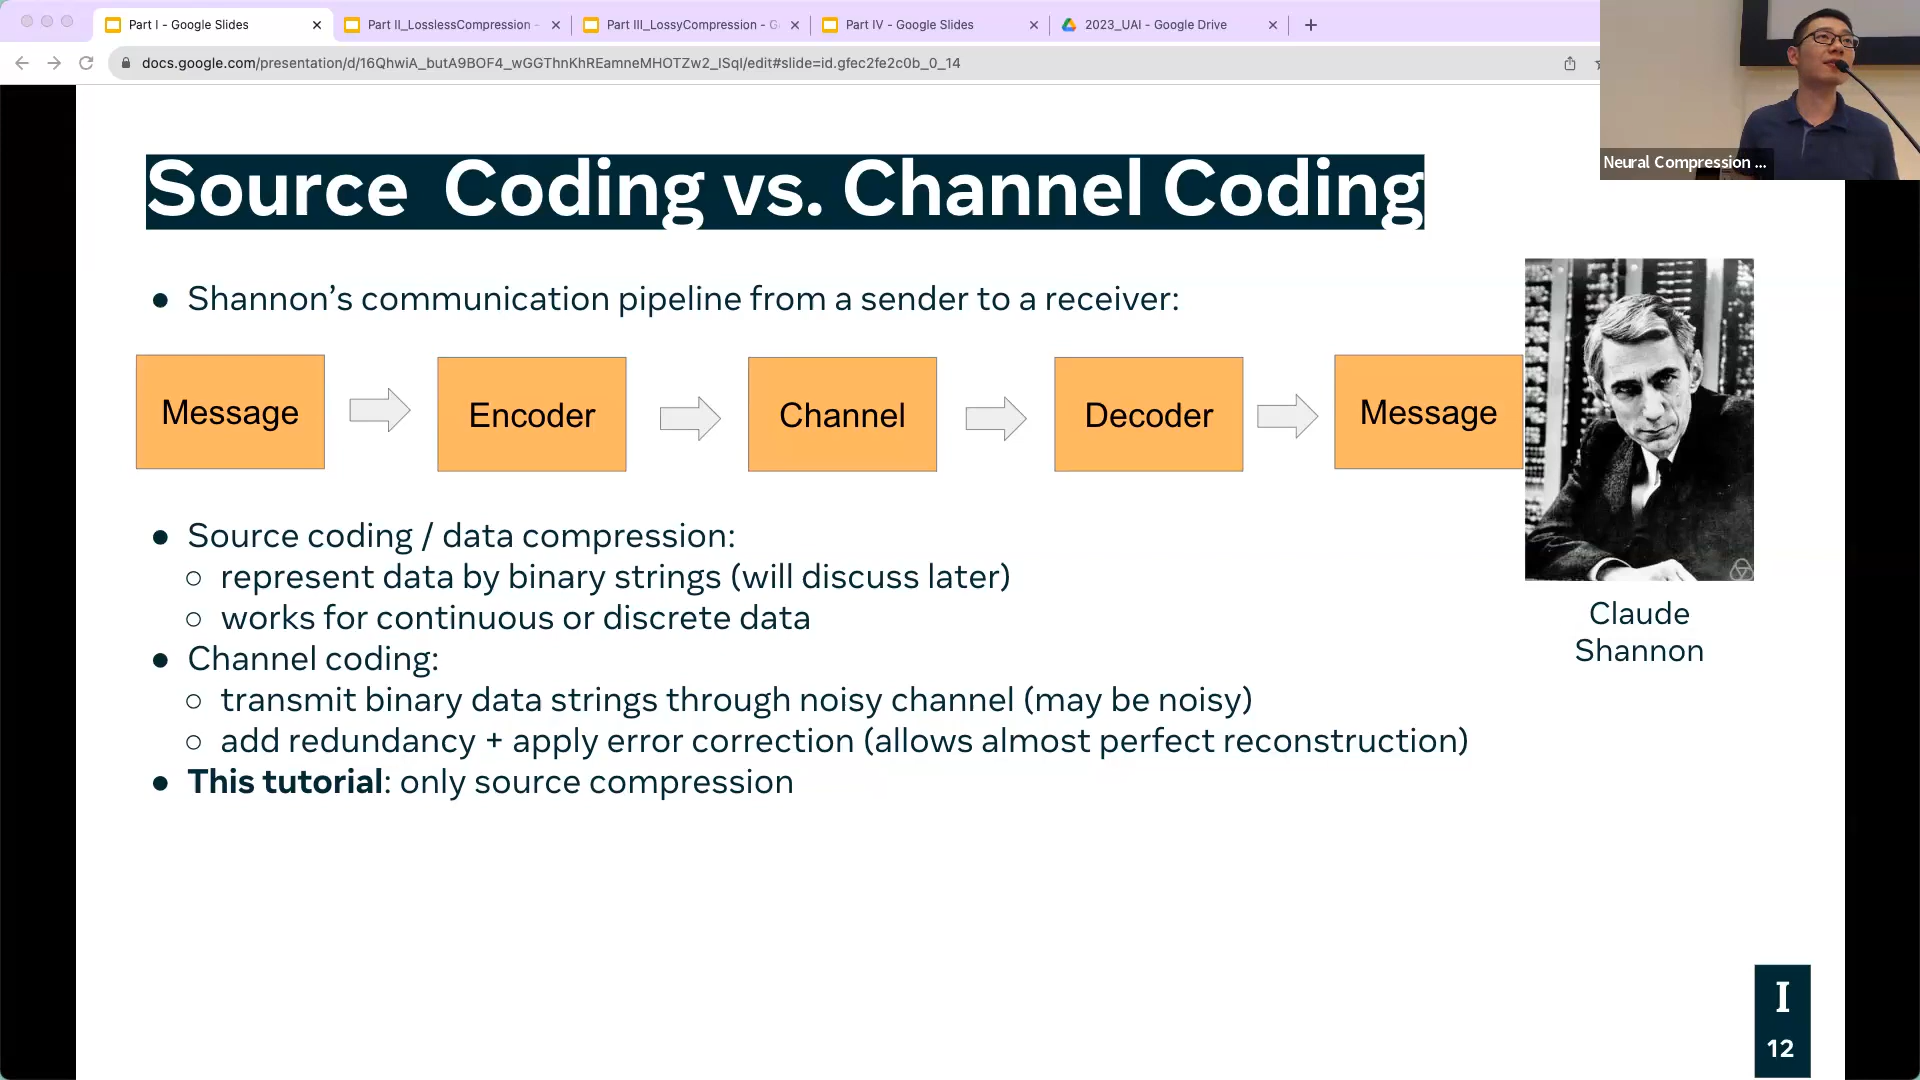 Part I - Google Slides
Part II_LosslessCompression -
Part III_LossyCompression - G
Part IV - Google Slides
2023_UAI - Google Drive
docs.google.com/presentation/d/16QhwiA_butA9BOF4_wGGThnKhREamneMHOTZw2_ISqI/edit#slide=id.gfec2fe2c0b_0_14
Neural Compression ...
Source Coding vs. Channel Coding
● Shannon’s communication pipeline from a sender to a receiver:
Message
Encoder
Channel
Decoder
Message
● Source coding / data compression:
○ represent data by binary strings (will discuss later)
○ works for continuous or discrete data
● Channel coding:
○ transmit binary data strings through noisy channel (may be noisy)
○ add redundancy + apply error correction (allows almost perfect reconstruction)
● This tutorial: only source compression
Claude
Shannon
I
12